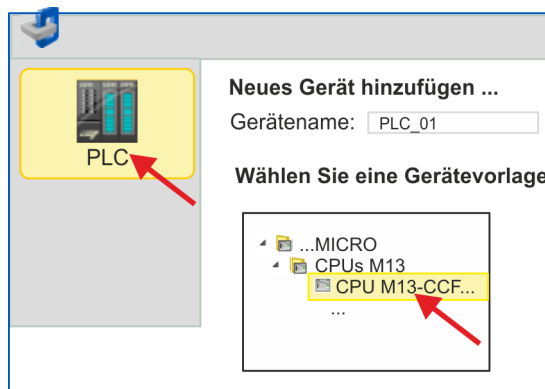 PLC
Neues Gerät hinzufügen ...
Gerätename: PLC_01
Wählen Sie eine Gerätevorlage
...MICRO
CPUs M13
CPU M13-CCF...
...